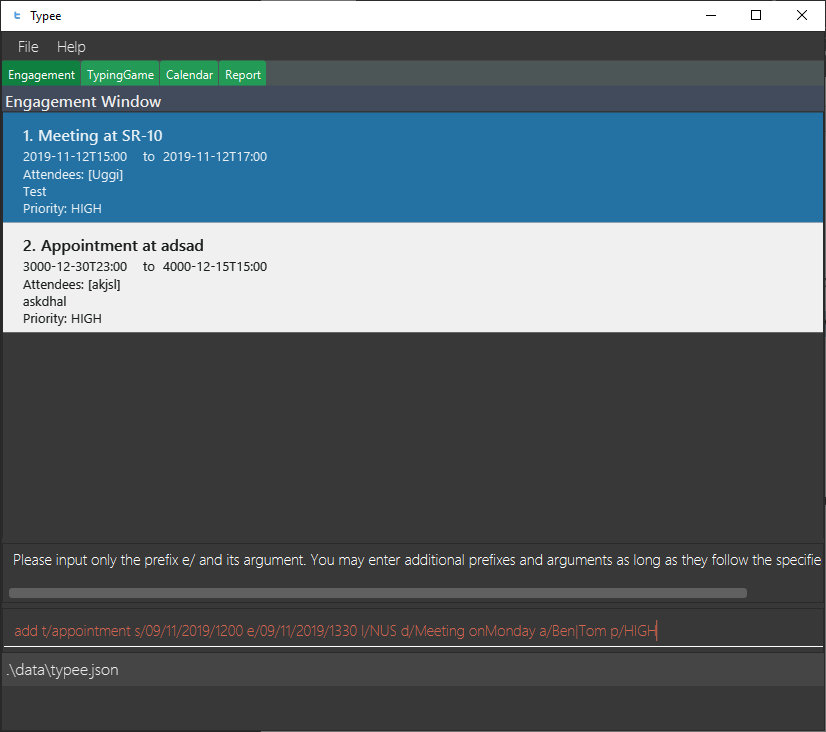 Typee
File Help
Engagement TypingGame Calendar Report
Engagement Window
1. Meeting at SR-10
2019-11-12T15:00 to 2019-11-12T17:00
Attendees: [Uggi]
Test
Priority: HIGH
2. Appointment at adsad
3000-12-30T23:00 to 4000-12-15T15:00
Attendees: [akjsl]
askdhal
Priority: HIGH
Please input only the prefix e/ and its argument. You may enter additional prefixes and arguments as long as they follow the specifie
add t/appointment s/09/11/2019/1200 e/09/11/2019/1330 l/NUS d/Meeting onMonday a/Ben|Tom p/HIGH
.\data\typee.json